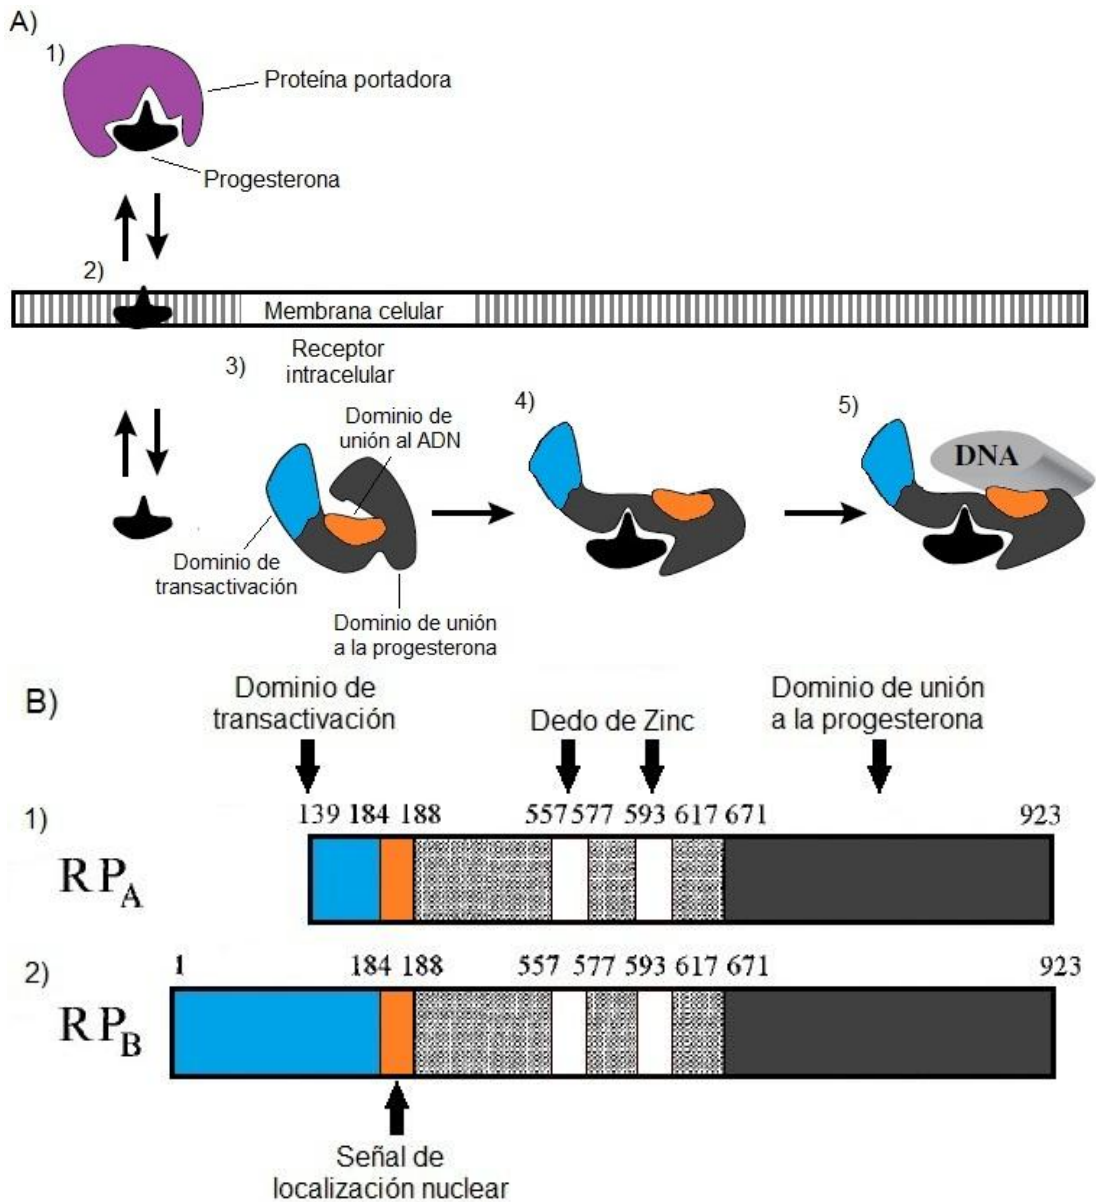 A)
1)
Proteína portadora
Progesterona
2)
Membrana celular
3)
Receptor
intracelular
Dominio de
unión al ADN
4)
5)
DNA
Dominio de
transactivación
Dominio de unión
a la progesterona
B)
Dominio de
transactivación
Dedo de Zinc
Dominio de unión
a la progesterona
1)
139 184 188 557 577 593 617 671 923
RPA
2)
1 184 188 557 577 593 617 671 923
RPB
Señal de
localización nuclear